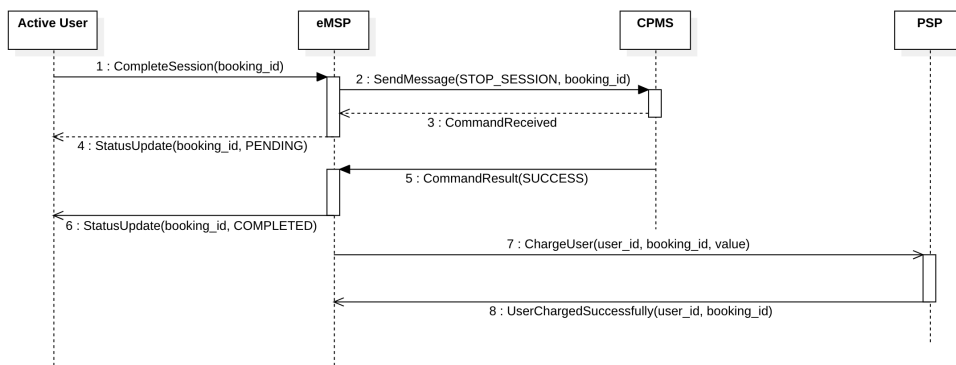 Active User
eMSP
CPMS
PSP
1 : CompleteSession(booking_id)
2 : SendMessage(STOP_SESSION, booking_id)
3 : CommandReceived
4 : StatusUpdate(booking_id, PENDING)
5 : CommandResult(SUCCESS)
6 : StatusUpdate(booking_id, COMPLETED)
7 : ChargeUser(user_id, booking_id, value)
8 : UserChargedSuccessfully(user_id, booking_id)